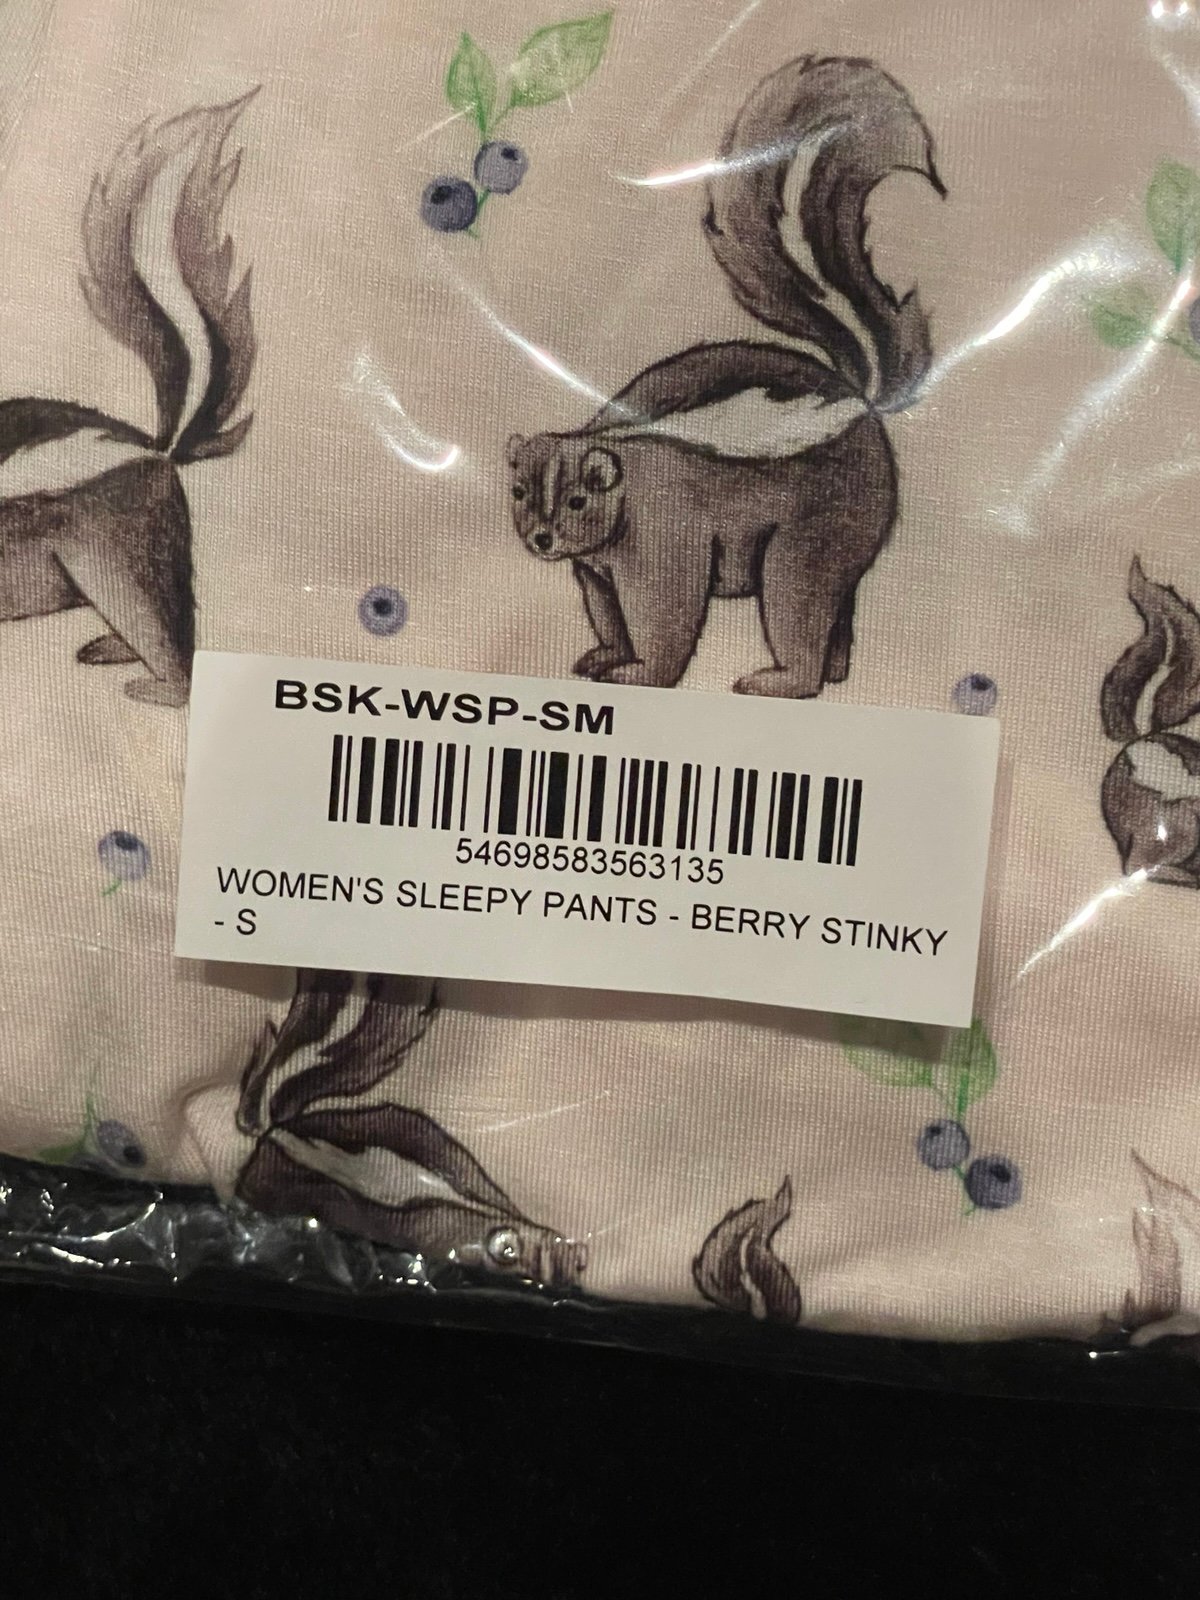 BSK-WSP-SM
54698583563135
WOMEN'S SLEEPY PANTS - BERRY STINKY
- S